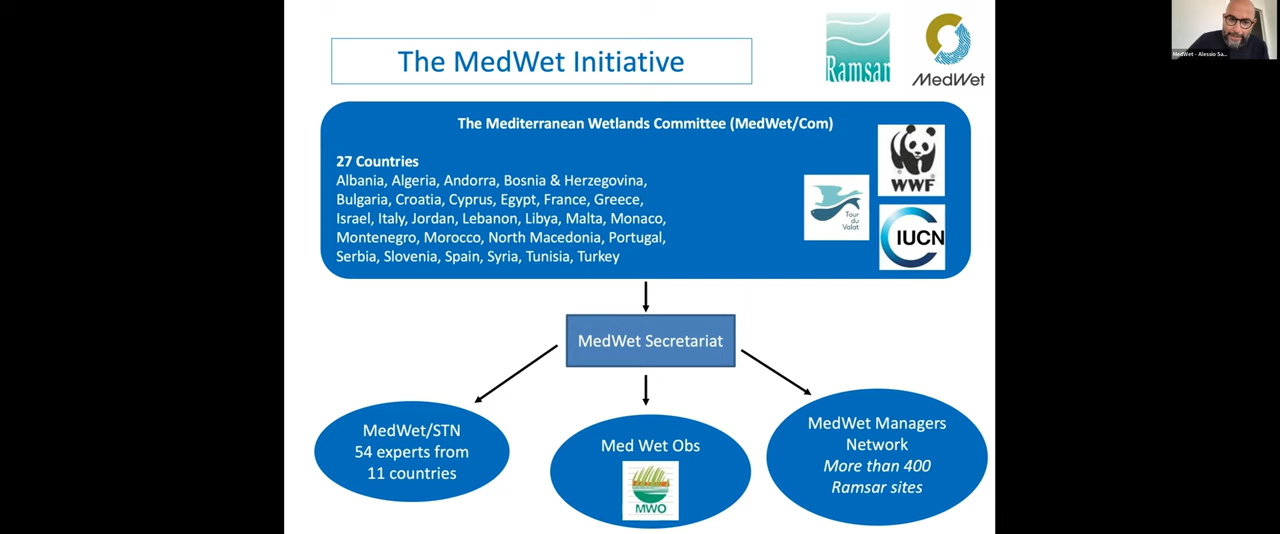 The MedWet Initiative
Ramsar
MedWet
MedWet - Alessio Sa...
The Mediterranean Wetlands Committee (MedWet/Com)
27 Countries
Albania, Algeria, Andorra, Bosnia & Herzegovina,
Bulgaria, Croatia, Cyprus, Egypt, France, Greece,
Israel, Italy, Jordan, Lebanon, Libya, Malta, Monaco,
Montenegro, Morocco, North Macedonia, Portugal,
Serbia, Slovenia, Spain, Syria, Tunisia, Turkey
WWF
Tour
du
Valat
IUCN
MedWet Secretariat
MedWet/STN
54 experts from
11 countries
Med Wet Obs
MWO
MedWet Managers
Network
More than 400
Ramsar sites